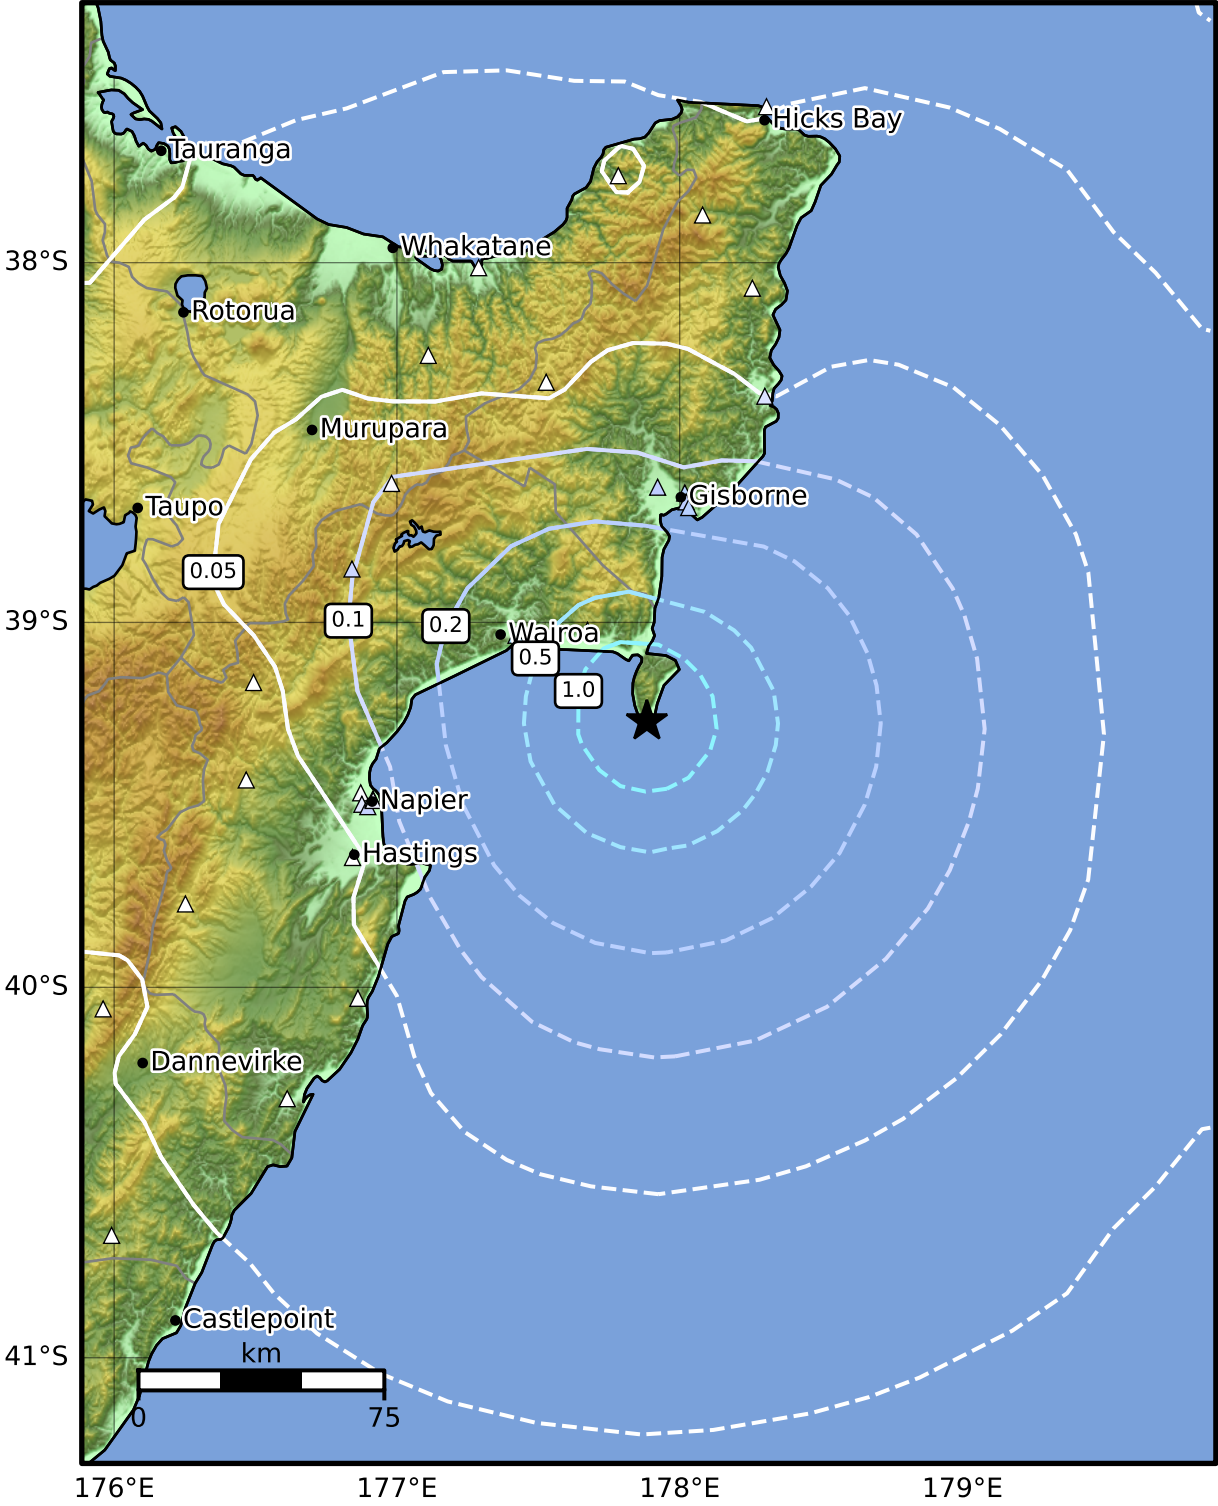 Hicks Bay
Tauranga
Whakatane
38°S
Rotorua
Murupara
Gisborne
Taupo
0.05
0.1
0.2
39°S
Wairoa
0.5
1.0
Napier
Hastings
40°S
Dannevirke
Castlepoint
km
41°S
0 75
176°E 177°E 178°E 179°E